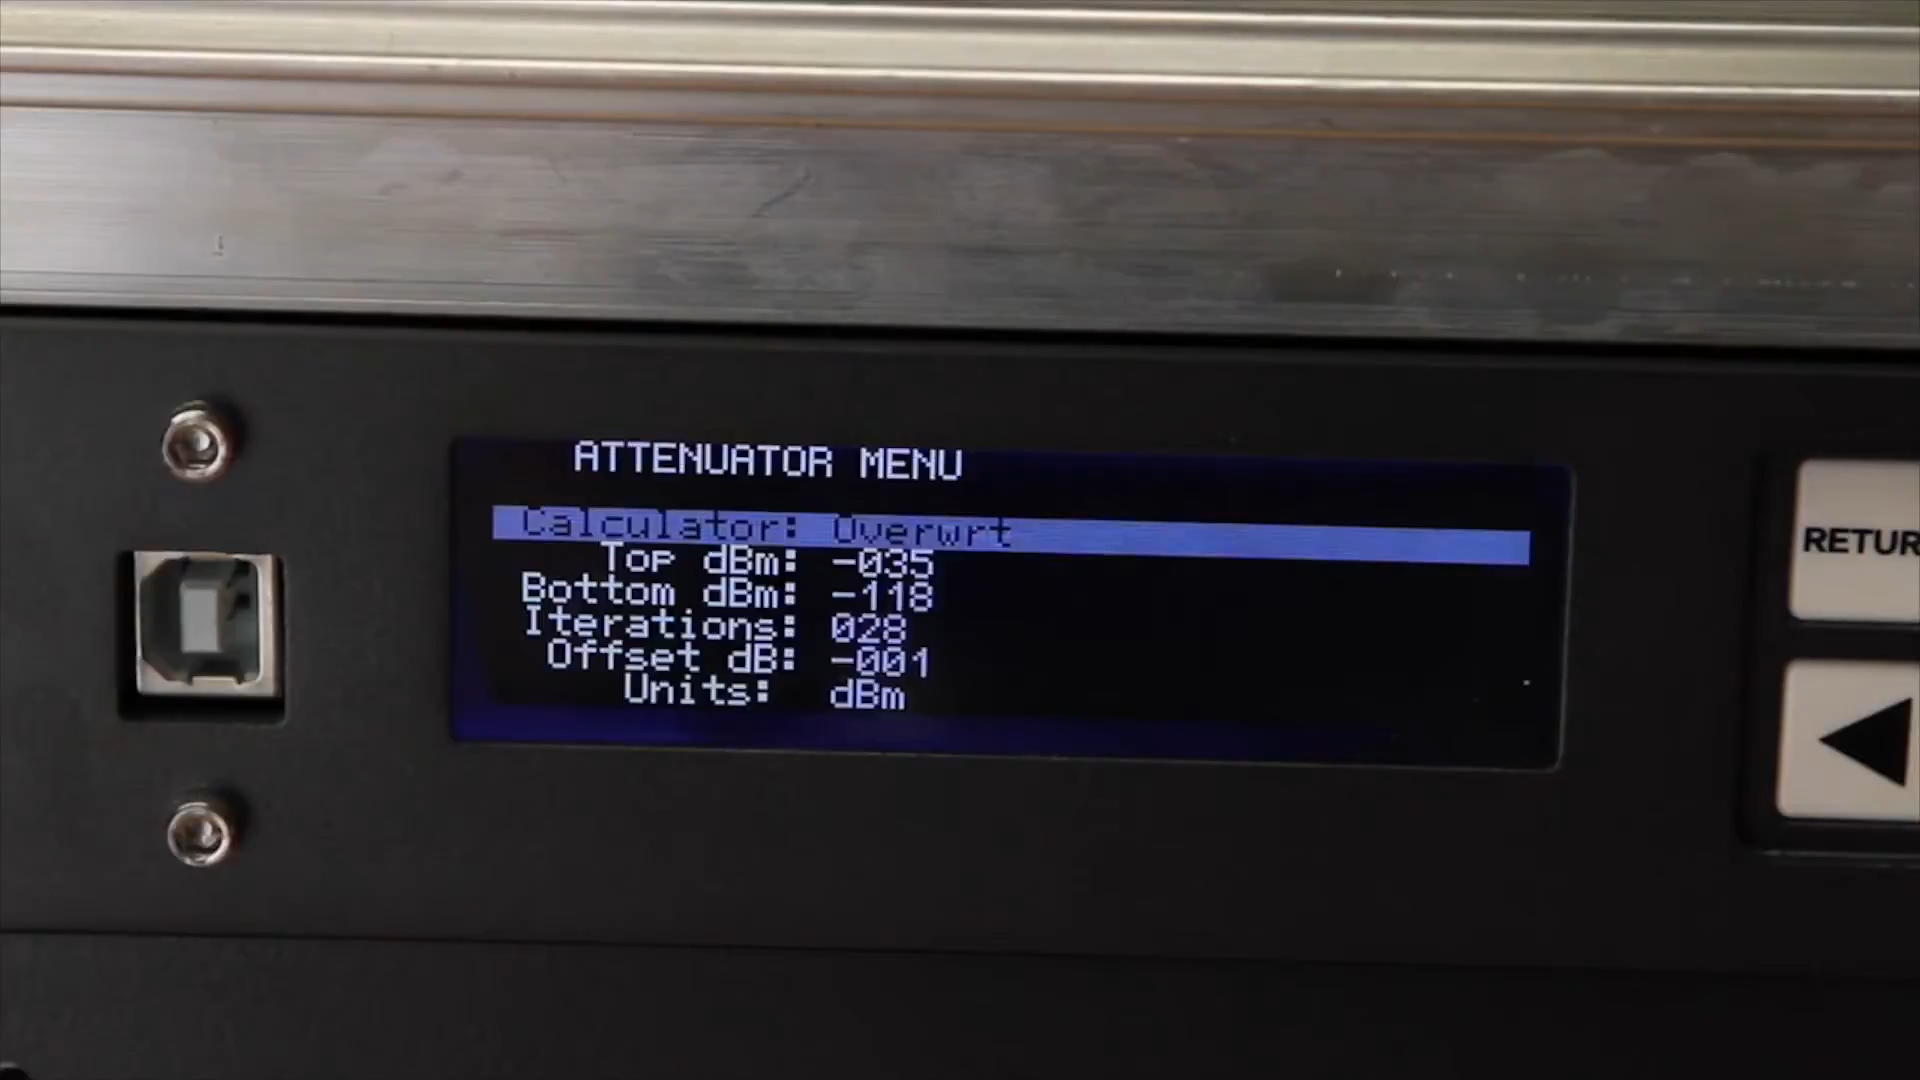 ATTENUATOR MENU
Calculator: Overwrt
Top dBm: -035
Bottom dBm: -118
Iterations: 028
Offset dB: -001
Units: dBm
RETUR